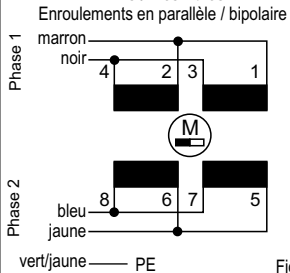 Enroulements en parallèle / bipolaire
Phase 1
marron
noir
4 2 3 1
M
Phase 2
8 6 7 5
bleu
jaune
vert/jaune PE
Fi